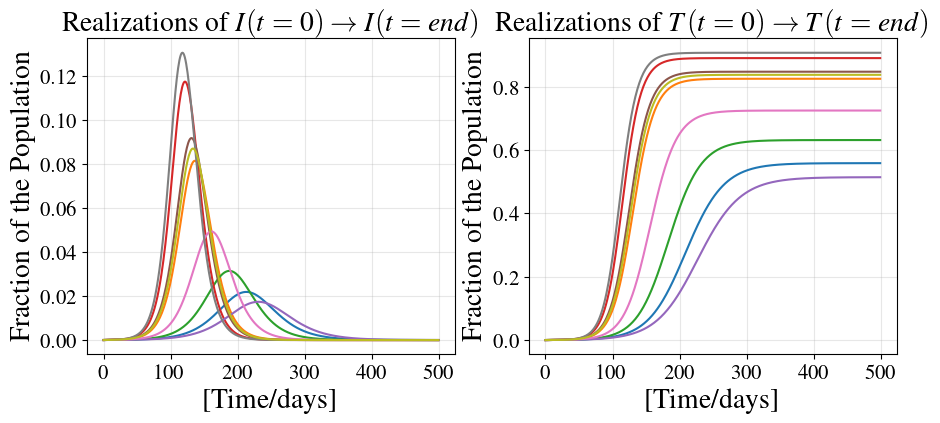 Realizations of I(t = 0) → I(t = end)
Fraction of the Population
0.12
0.10
0.08
0.06
0.04
0.02
0.00
0 100 200 300 400 500
[Time/days]
Realizations of T(t = 0) → T(t = end)
Fraction of the Population
0.8
0.6
0.4
0.2
0.0
0 100 200 300 400 500
[Time/days]